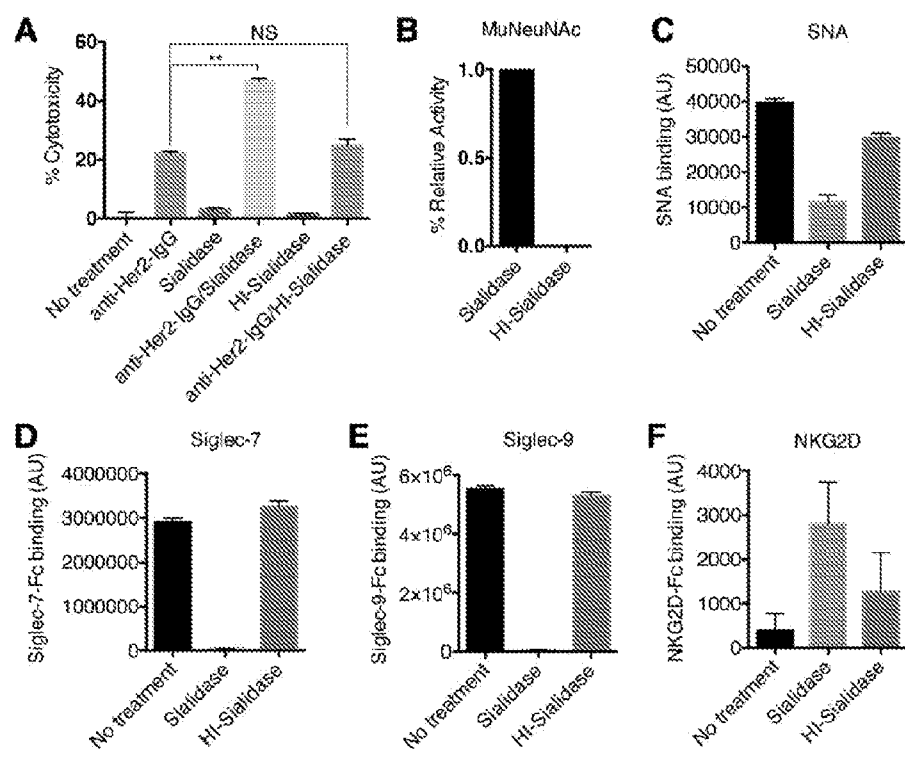 A
NS
**
% Cytotoxicity
60
40
20
0
No treatment
anti-Her2-IgG
Sialidase
anti-Her2-IgG/Sialidase
HI-Sialidase
anti-Her2-IgG/HI-Sialidase
B
MuNeuNAc
% Relative Activity
1.0
0.5
0.0
Sialidase
HI-Sialidase
C
SNA
SNA binding (AU)
50000
40000
30000
20000
10000
0
No treatment
Sialidase
HI-Sialidase
D
Siglec-7
Siglec-7-Fc binding (AU)
4000000
3000000
2000000
1000000
0
No treatment
Sialidase
HI-Sialidase
E
Siglec-9
Siglec-9-Fc binding (AU)
6×10⁶
4×10⁶
2×10⁶
0
No treatment
Sialidase
HI-Sialidase
F
NKG2D
NKG2D-Fc binding (AU)
4000
3000
2000
1000
0
No treatment
Sialidase
HI-Sialidase